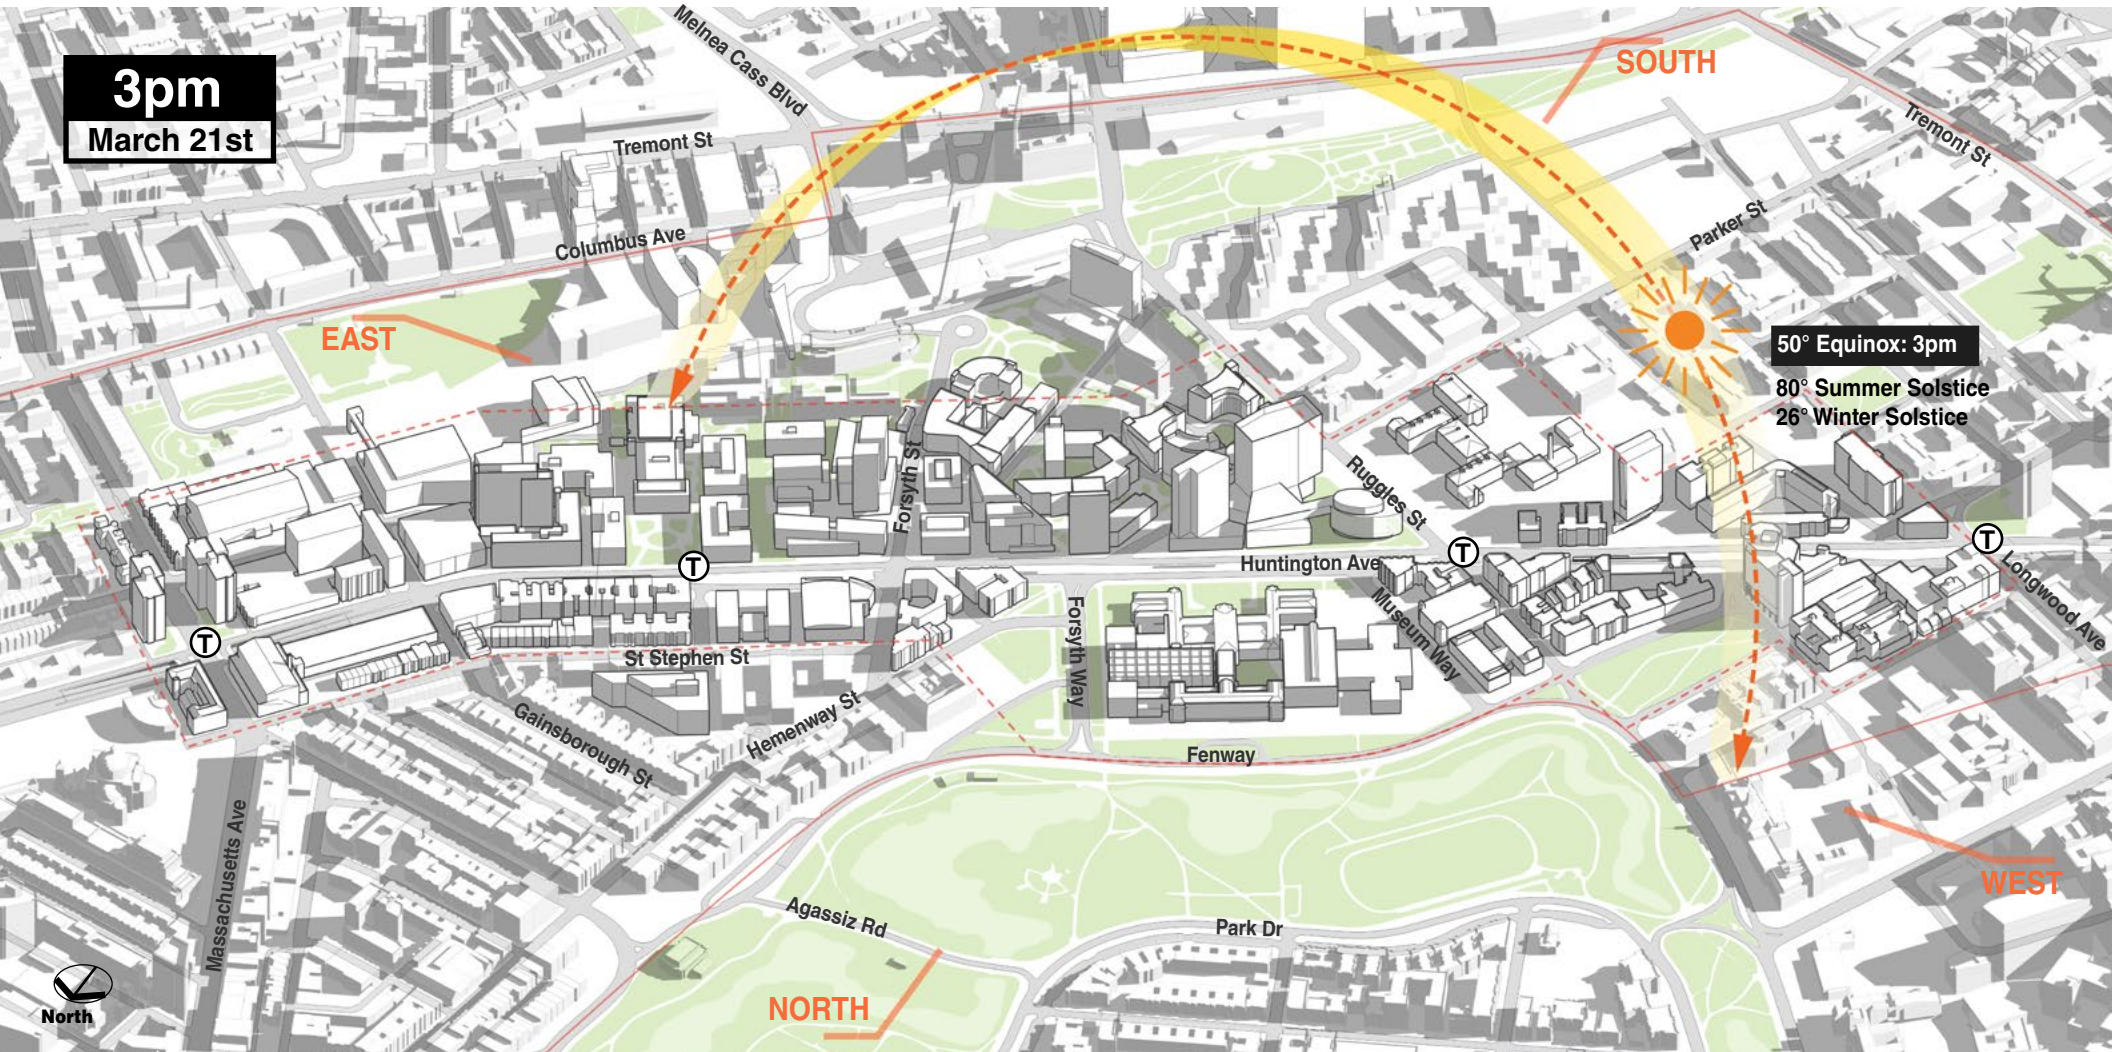 3pm
March 21st
Melnea Cass Blvd
SOUTH
Tremont St
Tremont St
Columbus Ave
Parker St
EAST
50° Equinox: 3pm
80° Summer Solstice
26° Winter Solstice
Forsyth St
Ruggles St
T
T
T
T
Huntington Ave
Longwood Ave
Museum Way
Forsyth Way
St Stephen St
Gainsborough St
Hemenway St
Fenway
Massachusetts Ave
WEST
Agassiz Rd
Park Dr
NORTH
North